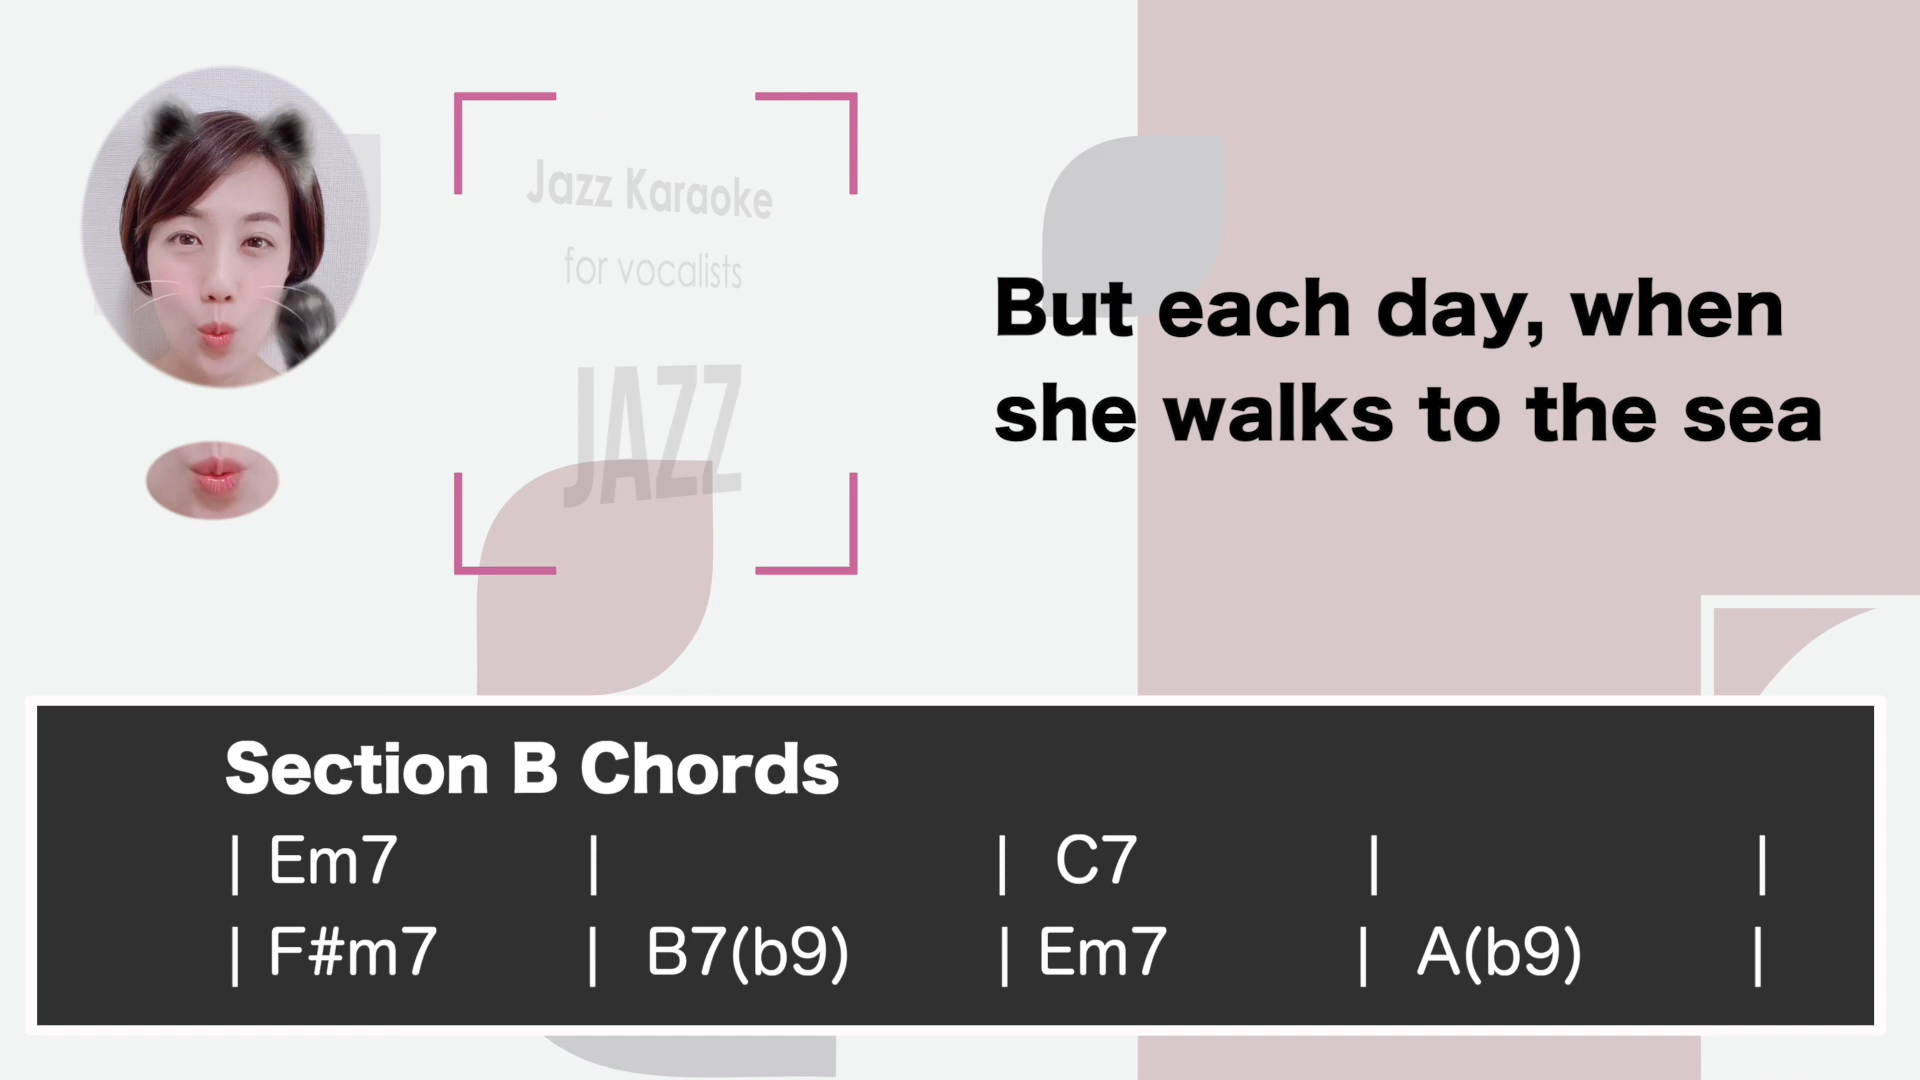 Jazz Karaoke
for vocalists
JAZZ
But each day, when
she walks to the sea
Section B Chords
| Em7 | | C7 | |
| F#m7 | B7(b9) | Em7 | A(b9) |